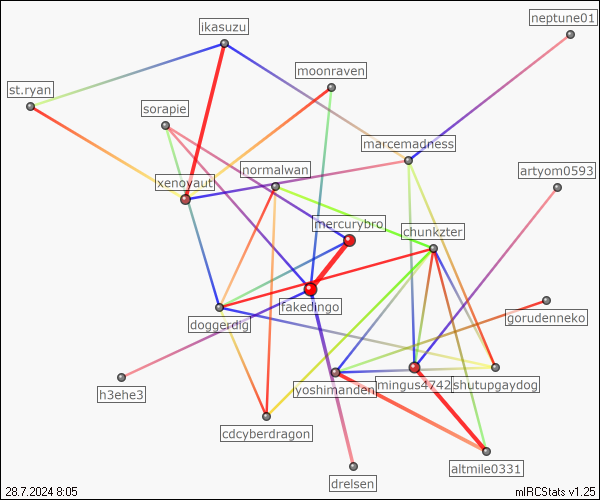 neptune01
ikasuzu
moonraven
st.ryan
sorapie
marcemadness
normalwan
artyom0593
xenoyaut
mercurybro
chunkzter
fakedingo
doggerdig
gorudenneko
yoshimanden
mingus4742
shutupgaydog
h3ehe3
cdcyberdragon
altmile0331
drelsen
28.7.2024 8:05
mIRCStats v1.25